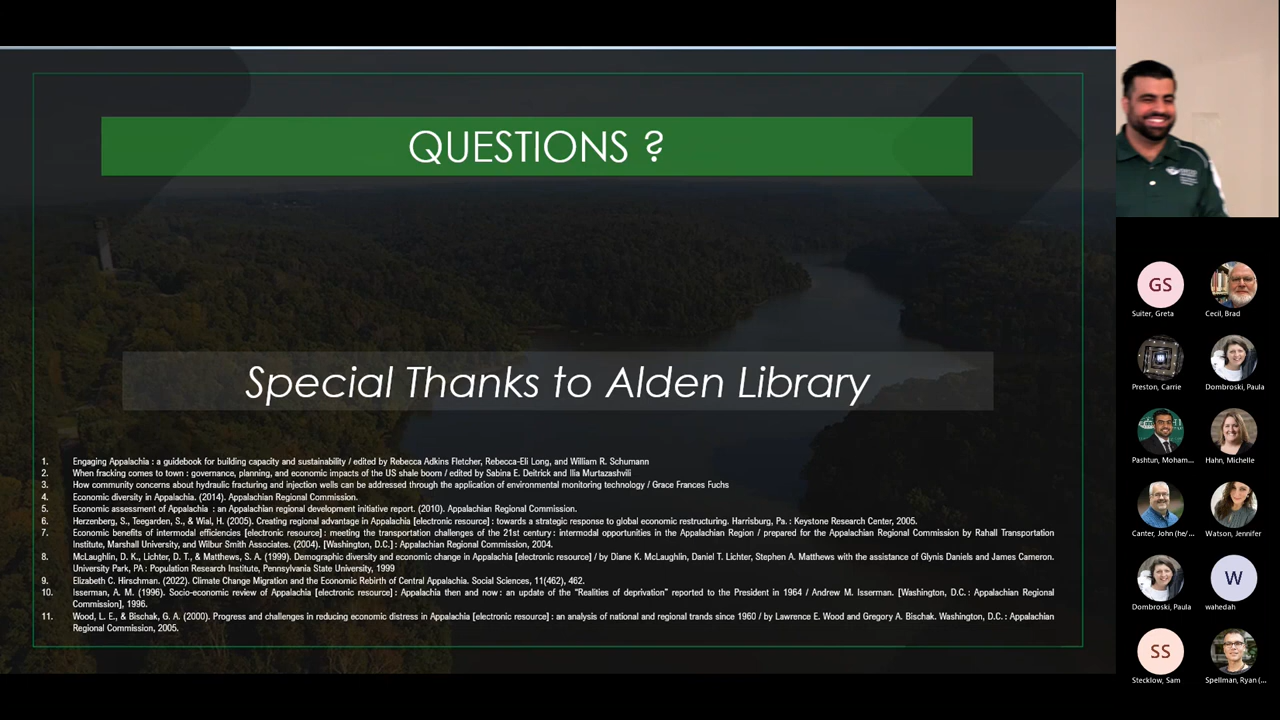 QUESTIONS ?
Special Thanks to Alden Library
1. Engaging Appalachia : a guidebook for building capacity and sustainability / edited by Rebecca Adkins Fletcher, Rebecca-Eli Long, and William R. Schumann
2. When fracking comes to town : governance, planning, and economic impacts of the US shale boom / edited by Sabina E. Deitrick and Ilia Murtazashvili
3. How community concerns about hydraulic fracturing and injection wells can be addressed through the application of environmental monitoring technology / Grace Frances Fuchs
4. Economic diversity in Appalachia. (2014). Appalachian Regional Commission.
5. Economic assessment of Appalachia : an Appalachian regional development initiative report. (2010). Appalachian Regional Commission.
6. Herzenberg, S., Teegarden, S., & Wial, H. (2005). Creating regional advantage in Appalachia [electronic resource] : towards a strategic response to global economic restructuring. Harrisburg, Pa. : Keystone Research Center, 2005.
7. Economic benefits of intermodal efficiencies [electronic resource] : meeting the transportation challenges of the 21st century : intermodal opportunities in the Appalachian Region / prepared for the Appalachian Regional Commission by Rahall Transportation
Institute, Marshall University, and Wilbur Smith Associates. (2004). [Washington, D.C.] : Appalachian Regional Commission, 2004.
8. McLaughlin, D. K., Lichter, D. T., & Matthews, S. A. (1999). Demographic diversity and economic change in Appalachia [electronic resource] / by Diane K. McLaughlin, Daniel T. Lichter, Stephen A. Matthews with the assistance of Glynis Daniels and James Cameron.
University Park, PA : Population Research Institute, Pennsylvania State University, 1999
9. Elizabeth C. Hirschman. (2022). Climate Change Migration and the Economic Rebirth of Central Appalachia. Social Sciences, 11(462), 462.
10. Isserman, A. M. (1996). Socio-economic review of Appalachia [electronic resource] : Appalachia then and now : an update of the "Realities of deprivation" reported to the President in 1964 / Andrew M. Isserman. [Washington, D.C. : Appalachian Regional
Commission], 1996.
11. Wood, L. E., & Bischak, G. A. (2000). Progress and challenges in reducing economic distress in Appalachia [electronic resource] : an analysis of national and regional trends since 1960 / by Lawrence E. Wood and Gregory A. Bischak. Washington, D.C. : Appalachian
Regional Commission, 2005.
GS
Suiter, Greta
Cecil, Brad
Preston, Carrie
Dombroski, Paula
Pashtun, Moham...
Hahn, Michelle
Canter, John (he/...
Watson, Jennifer
Dombroski, Paula
W
wahedah
SS
Stecklow, Sam
Spellman, Ryan (...